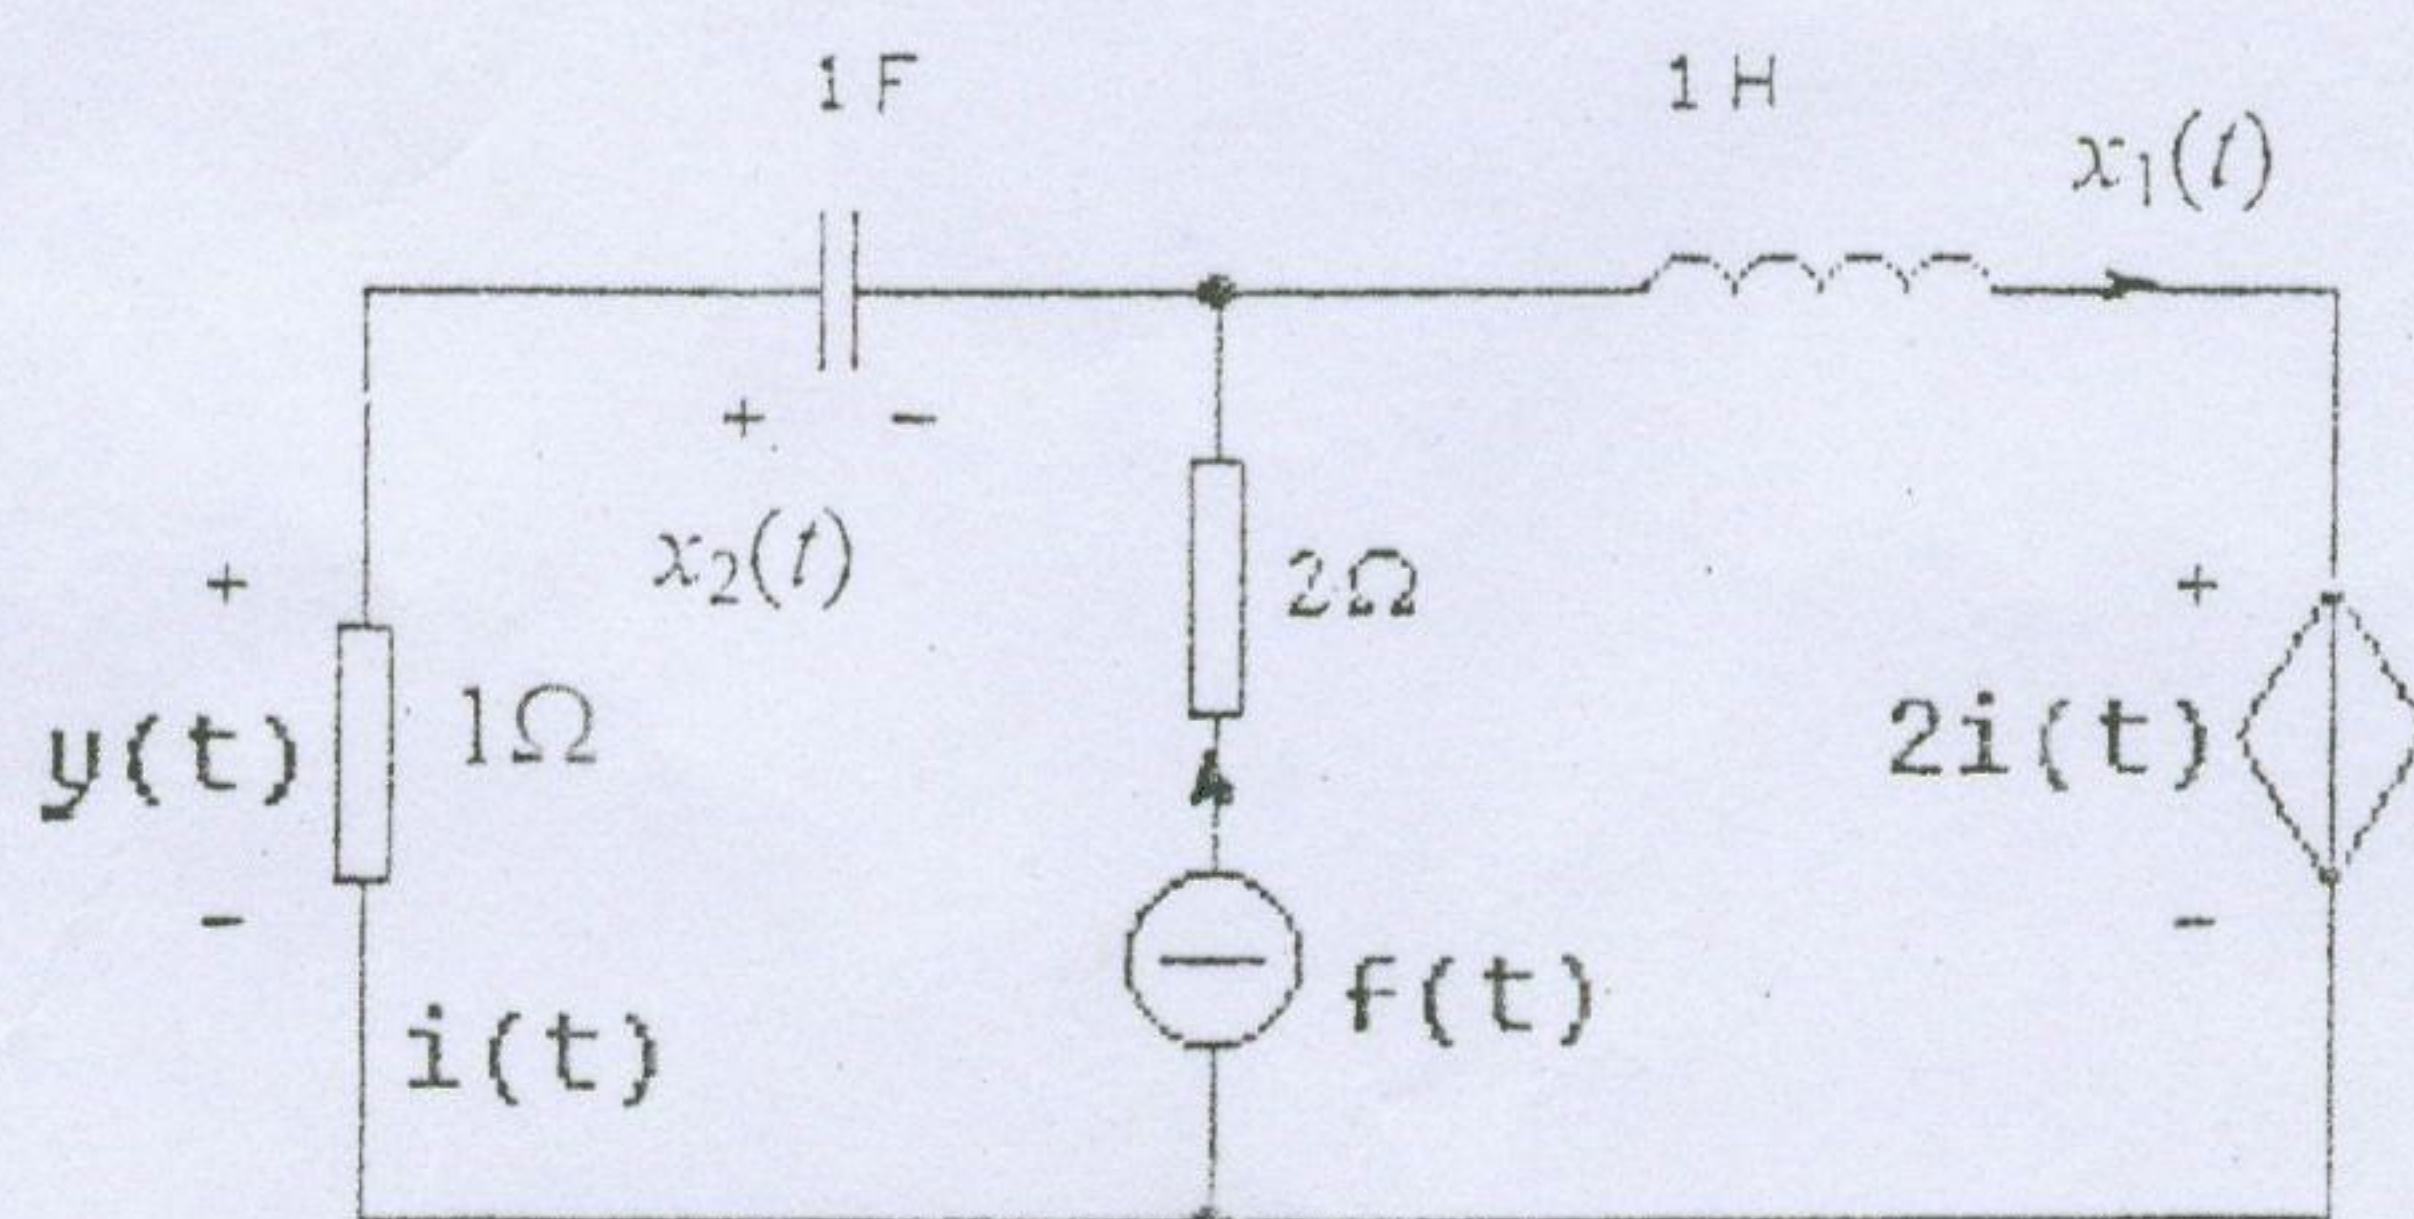 1F
1H
x₁(t)
+ -
x₂(t)
+
y(t)
-
1Ω
i(t)
2Ω
f(t)
+
2i(t)
-